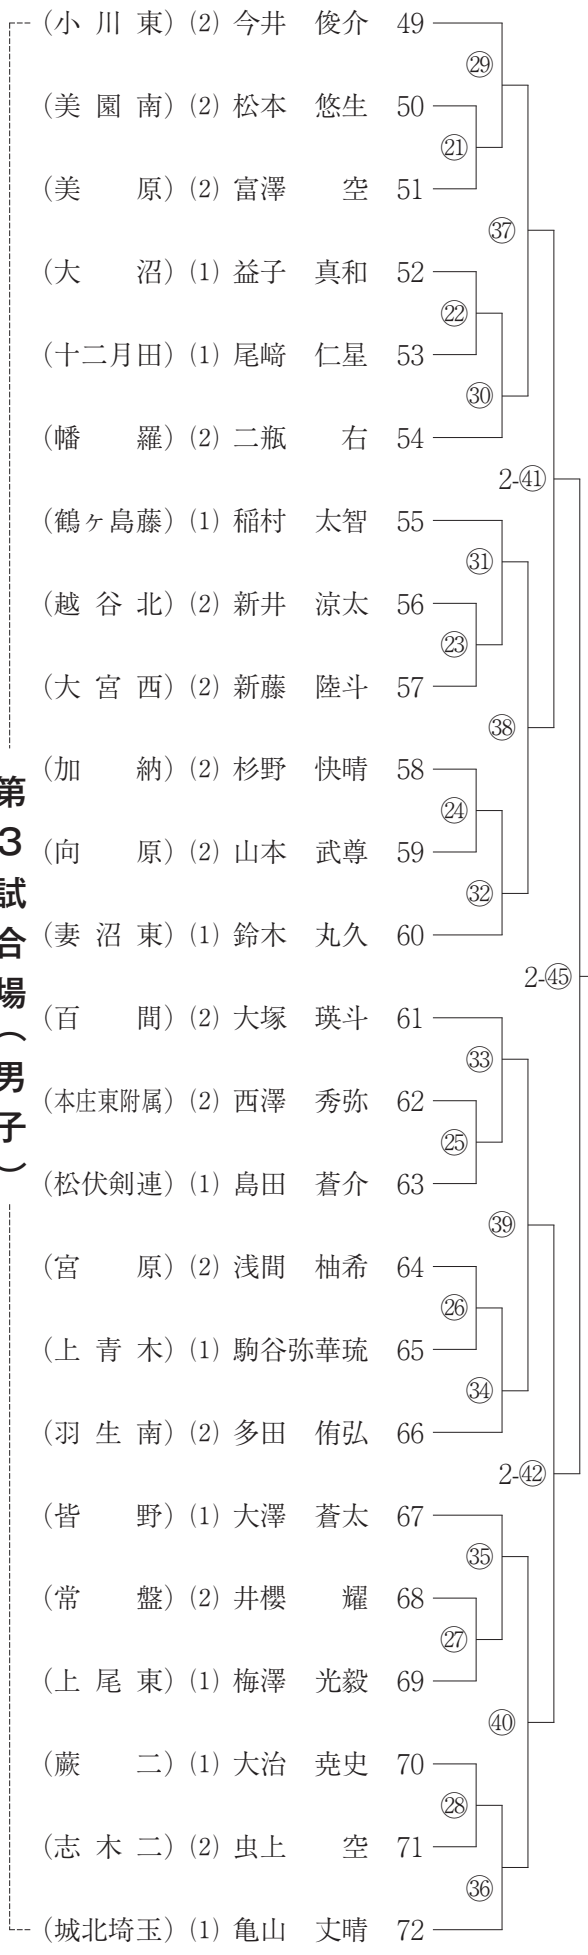 第3試合場（男子）
（小川東）(2) 今井　俊介　49
（美園南）(2) 松本　悠生　50
（美　原）(2) 富澤　空　51
（大　沼）(1) 益子　真和　52
（十二月田）(1) 尾﨑　仁星　53
（幡　羅）(2) 二瓶　右　54
（鶴ヶ島藤）(1) 稲村　太智　55
（越谷北）(2) 新井　涼太　56
（大宮西）(2) 新藤　陸斗　57
（加　納）(2) 杉野　快晴　58
（向　原）(2) 山本　武尊　59
（妻沼東）(1) 鈴木　丸久　60
（百　間）(2) 大塚　瑛斗　61
（本庄東附属）(2) 西澤　秀弥　62
（松伏剣連）(1) 島田　蒼介　63
（宮　原）(2) 浅間　柚希　64
（上青木）(1) 駒谷弥華琉　65
（羽生南）(2) 多田　侑弘　66
（皆　野）(1) 大澤　蒼太　67
（常　盤）(2) 井櫻　耀　68
（上尾東）(1) 梅澤　光毅　69
（蕨　二）(1) 大治　尭史　70
（志木二）(2) 虫上　空　71
（城北埼玉）(1) 亀山　丈晴　72
㉑
㉒
㉓
㉔
㉕
㉖
㉗
㉘
㉙
㉚
㉛
㉜
㉝
㉞
㉟
㊱
㊲
㊳
㊴
㊵
2-㊶
2-㊷
2-㊺